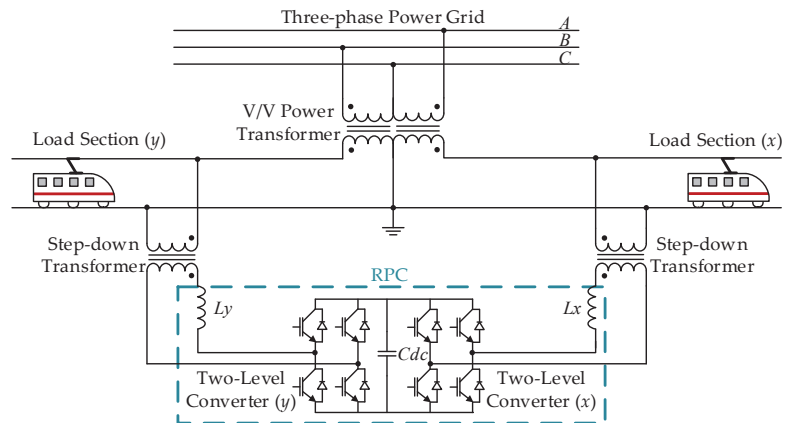 Three-phase Power Grid
A
B
C
V/V Power
Transformer
Load Section (y)
Load Section (x)
Step-down
Transformer
Step-down
Transformer
RPC
Ly
Lx
Cdc
Two-Level
Converter (y)
Two-Level
Converter (x)